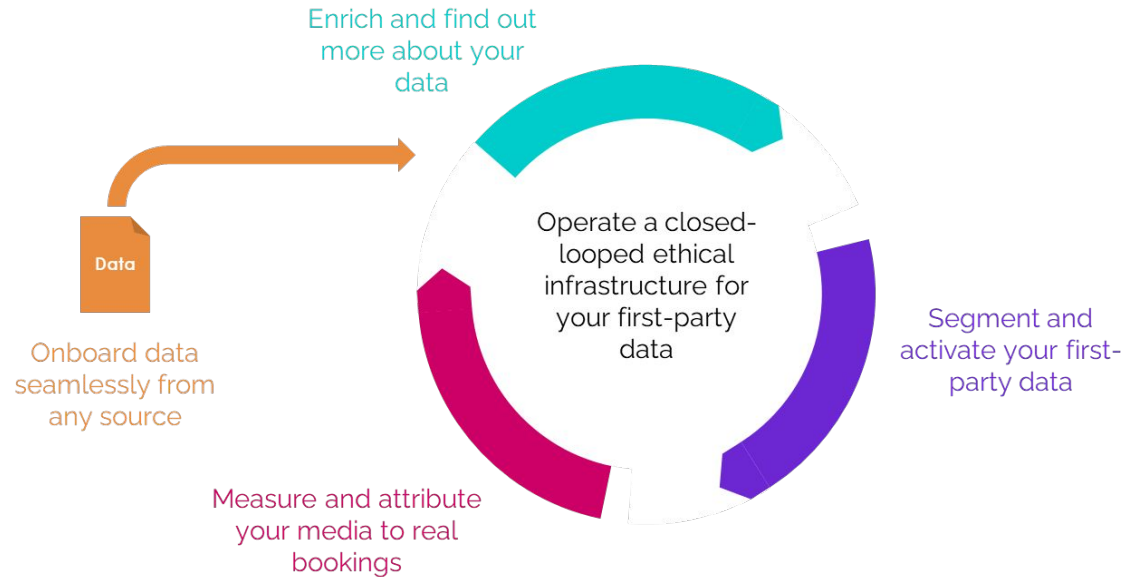 Enrich and find out
more about your
data
Data
Onboard data
seamlessly from
any source
Operate a closed-
looped ethical
infrastructure for
your first-party
data
Segment and
activate your first-
party data
Measure and attribute
your media to real
bookings